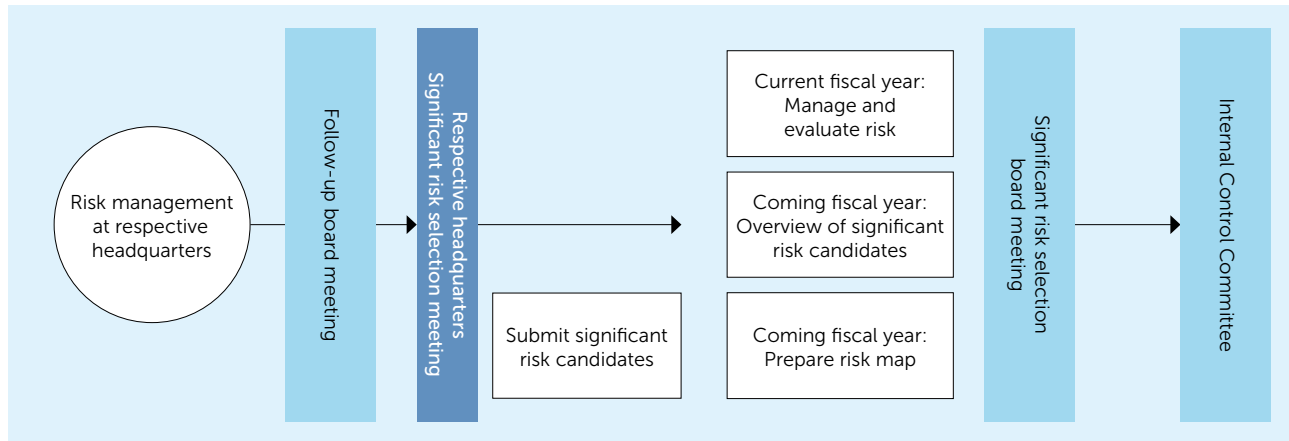 Risk management
at respective
headquarters
Follow-up board meeting
Respective headquarters
Significant risk selection meeting
Submit significant
risk candidates
Current fiscal year:
Manage and
evaluate risk
Coming fiscal year:
Overview of significant
risk candidates
Coming fiscal year:
Prepare risk map
Significant risk selection
board meeting
Internal Control Committee